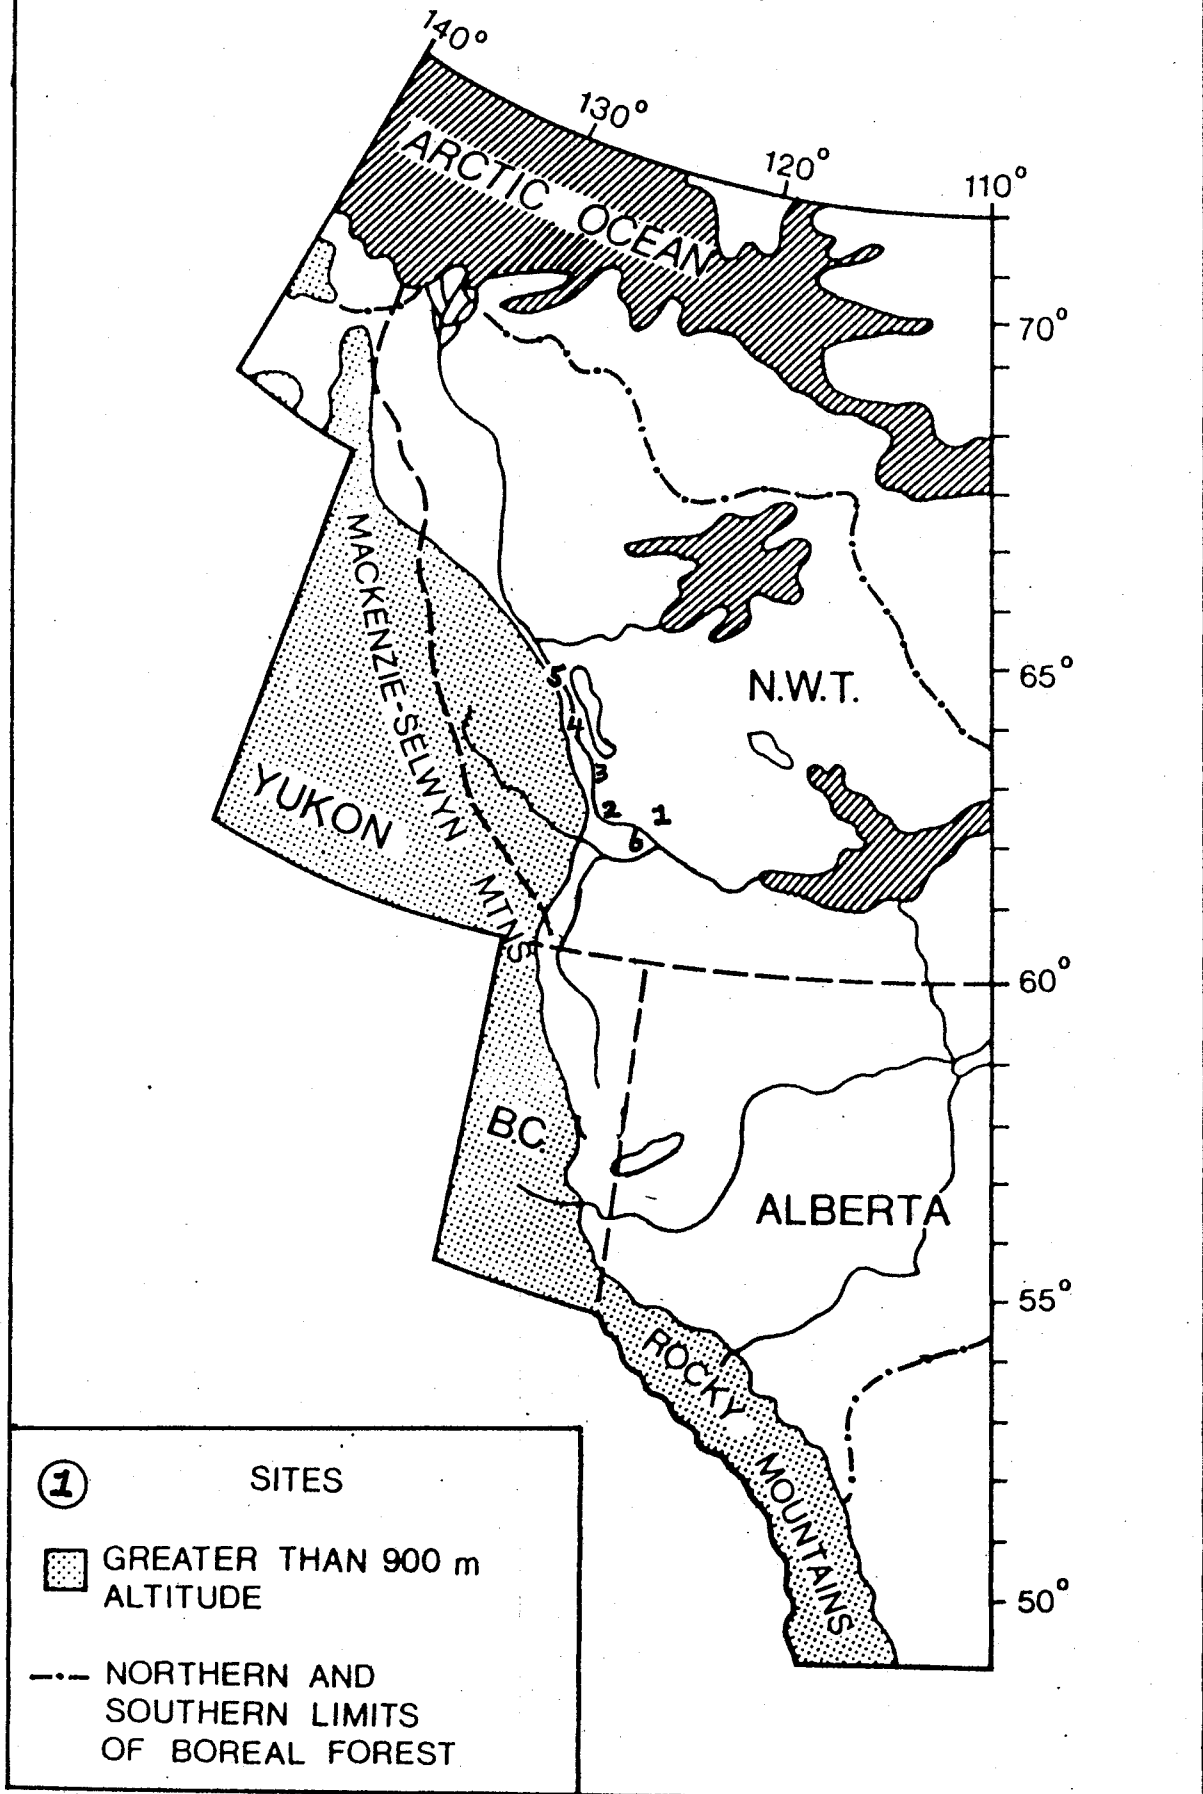 140°
130°
120°
110°
ARCTIC OCEAN
70°
MACKENZIE-SELWYN MTNS
65°
N.W.T.
5
4
3
2
1
6
YUKON
60°
B.C.
ALBERTA
55°
ROCKY MOUNTAINS
50°
1 SITES
GREATER THAN 900 m
ALTITUDE
NORTHERN AND
SOUTHERN LIMITS
OF BOREAL FOREST